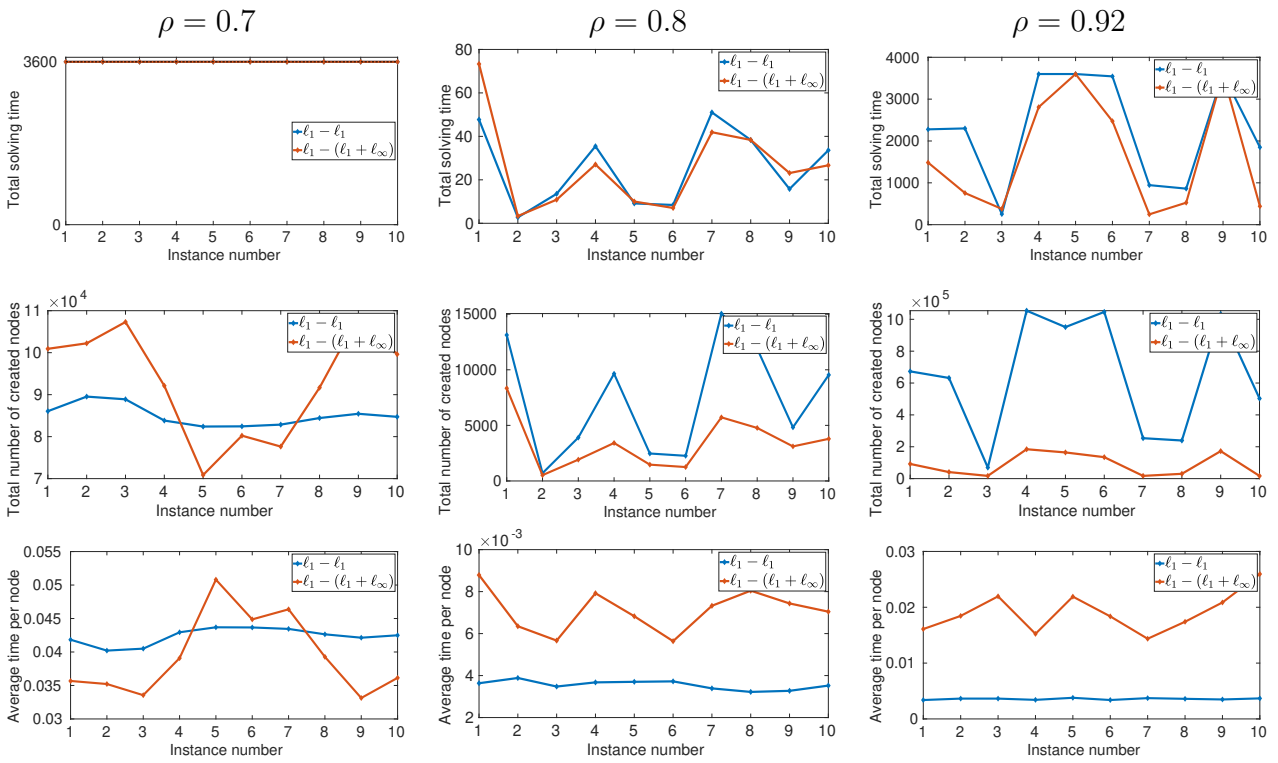 ρ = 0.7
ρ = 0.8
ρ = 0.92
Total solving time
3600
0
ℓ₁ − ℓ₁
ℓ₁ − (ℓ₁ + ℓ∞)
1 2 3 4 5 6 7 8 9 10
Instance number
Total solving time
80
60
40
20
0
ℓ₁ − ℓ₁
ℓ₁ − (ℓ₁ + ℓ∞)
1 2 3 4 5 6 7 8 9 10
Instance number
Total solving time
4000
3000
2000
1000
0
ℓ₁ − ℓ₁
ℓ₁ − (ℓ₁ + ℓ∞)
1 2 3 4 5 6 7 8 9 10
Instance number
Total number of created nodes
×10⁴
11
10
9
8
7
ℓ₁ − ℓ₁
ℓ₁ − (ℓ₁ + ℓ∞)
1 2 3 4 5 6 7 8 9 10
Instance number
Total number of created nodes
15000
10000
5000
0
ℓ₁ − ℓ₁
ℓ₁ − (ℓ₁ + ℓ∞)
1 2 3 4 5 6 7 8 9 10
Instance number
Total number of created nodes
×10⁵
10
8
6
4
2
0
ℓ₁ − ℓ₁
ℓ₁ − (ℓ₁ + ℓ∞)
1 2 3 4 5 6 7 8 9 10
Instance number
Average time per node
0.055
0.05
0.045
0.04
0.035
0.03
ℓ₁ − ℓ₁
ℓ₁ − (ℓ₁ + ℓ∞)
1 2 3 4 5 6 7 8 9 10
Instance number
Average time per node
×10⁻³
10
8
6
4
2
ℓ₁ − ℓ₁
ℓ₁ − (ℓ₁ + ℓ∞)
1 2 3 4 5 6 7 8 9 10
Instance number
Average time per node
0.03
0.02
0.01
0
ℓ₁ − ℓ₁
ℓ₁ − (ℓ₁ + ℓ∞)
1 2 3 4 5 6 7 8 9 10
Instance number